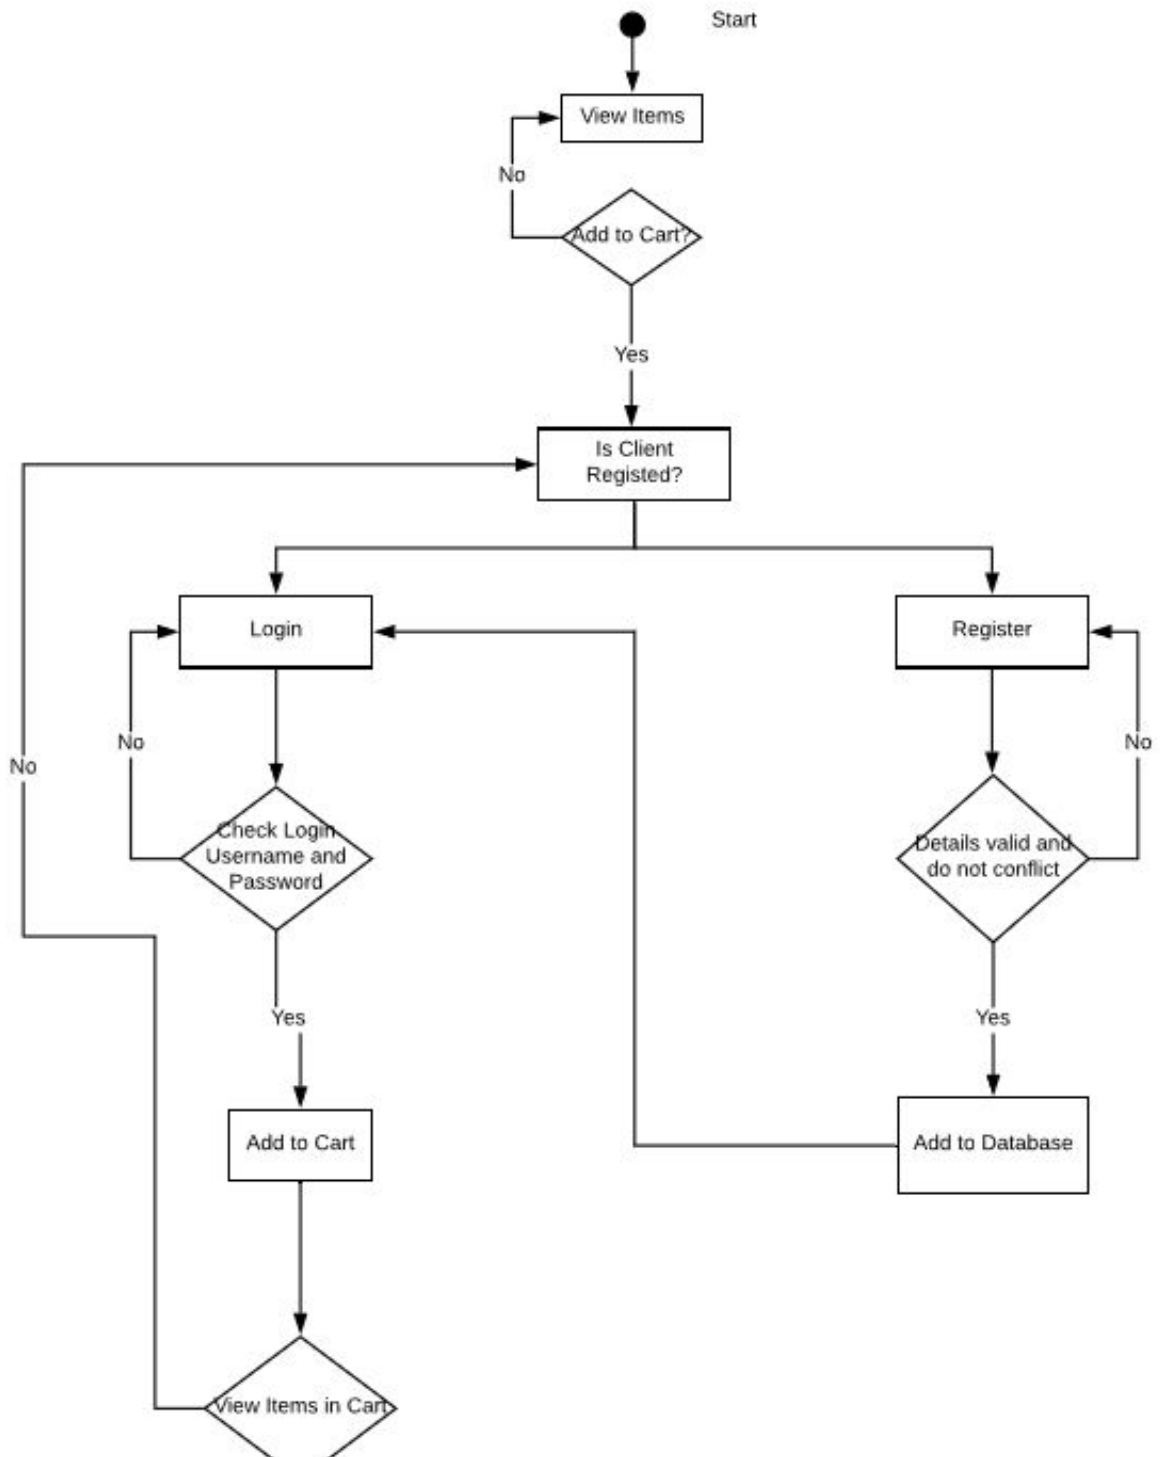 Start
View Items
No
Add to Cart?
Yes
Is Client
Registed?
Login
Register
No
No
No
Check Login
Username and
Password
Details valid and
do not conflict
Yes
Yes
Add to Cart
Add to Database
View Items in Cart